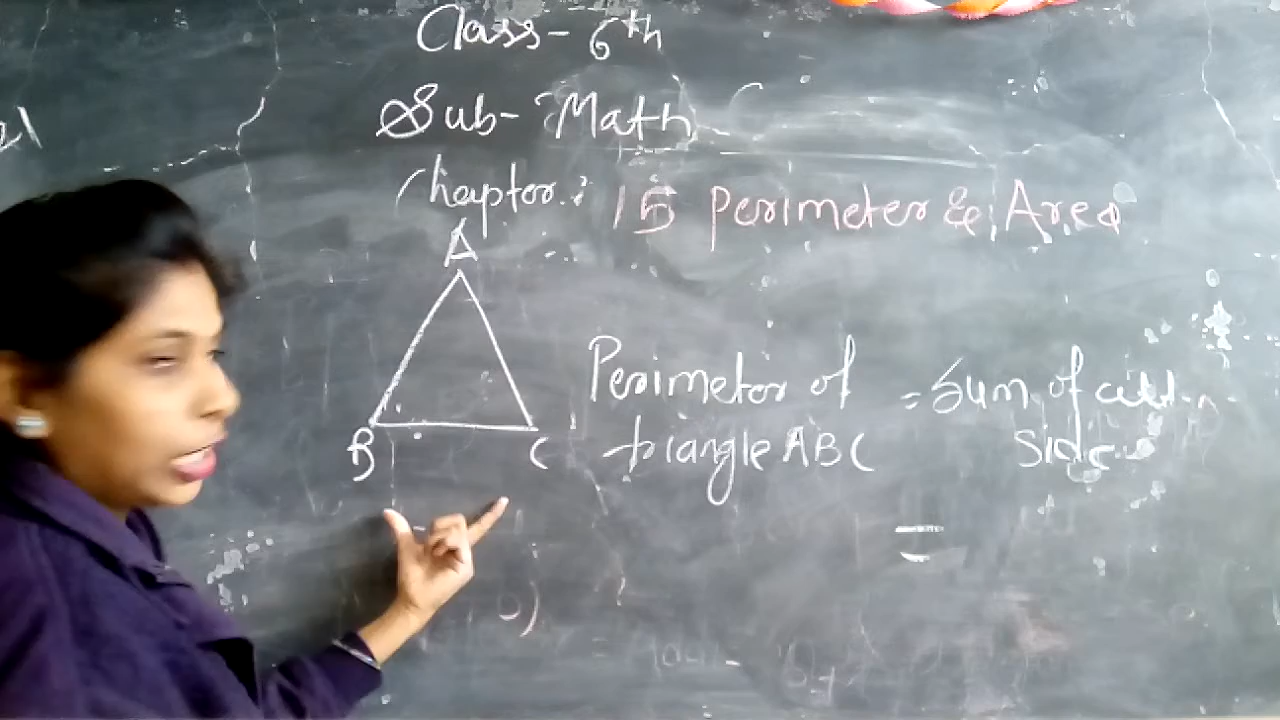 Class- 6th
Sub- Math
Chapter: 15 Perimeter & Area
A
B C
Perimeter of = Sum of all
triangle ABC Sides
=